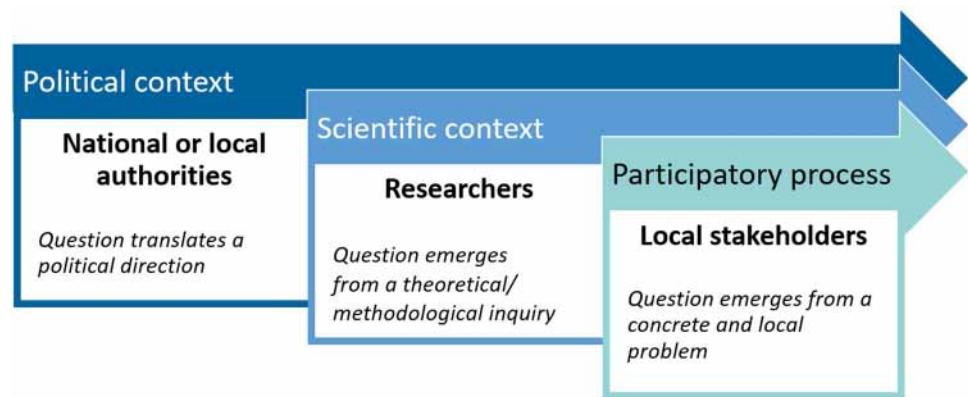 Political context
National or local
authorities
Question translates a
political direction
Scientific context
Researchers
Question emerges
from a theoretical/
methodological inquiry
Participatory process
Local stakeholders
Question emerges from a
concrete and local
problem